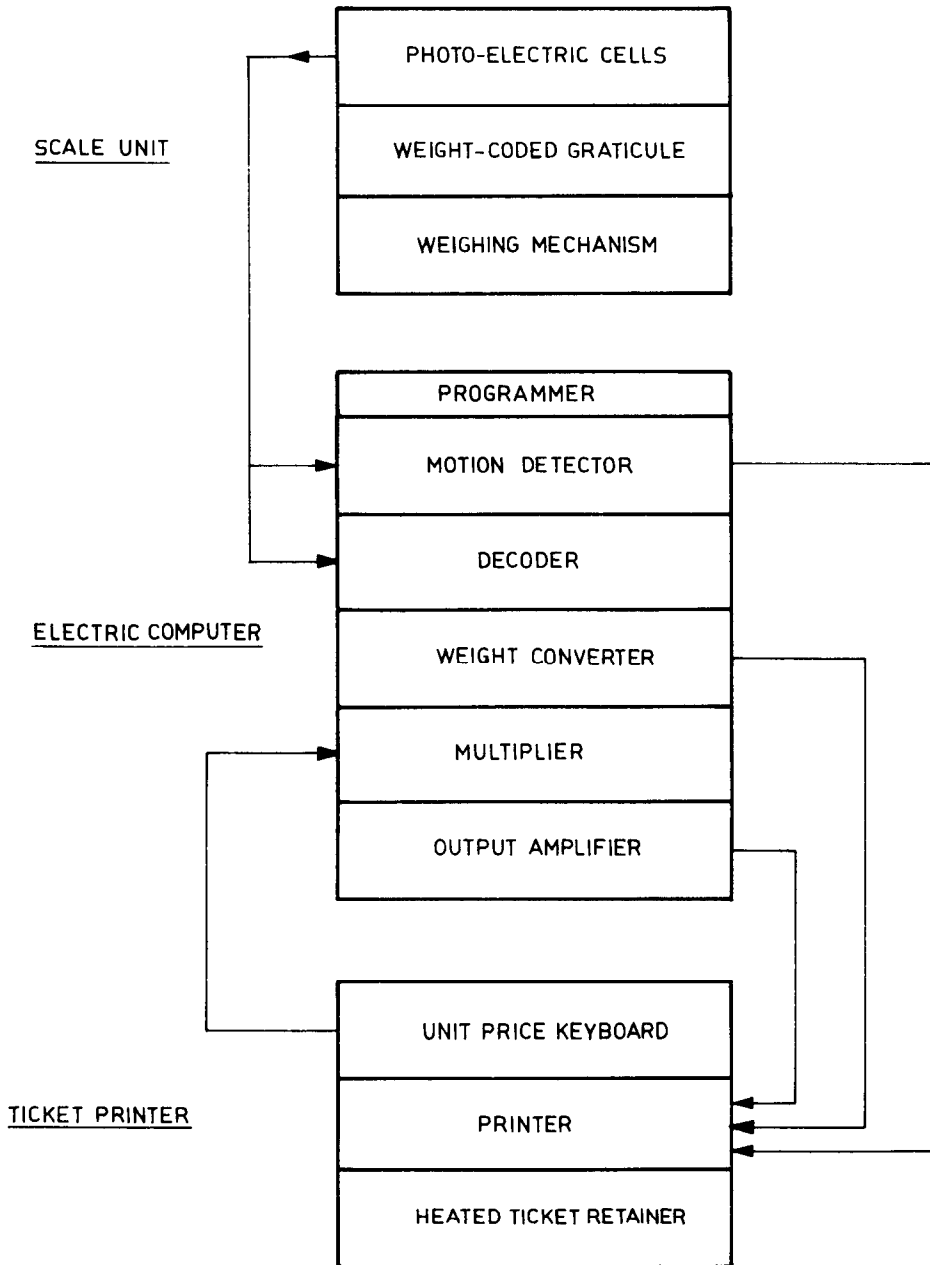 PHOTO-ELECTRIC CELLS
SCALE UNIT
WEIGHT-CODED GRATICULE
WEIGHING MECHANISM
PROGRAMMER
MOTION DETECTOR
DECODER
ELECTRIC COMPUTER
WEIGHT CONVERTER
MULTIPLIER
OUTPUT AMPLIFIER
UNIT PRICE KEYBOARD
TICKET PRINTER
PRINTER
HEATED TICKET RETAINER